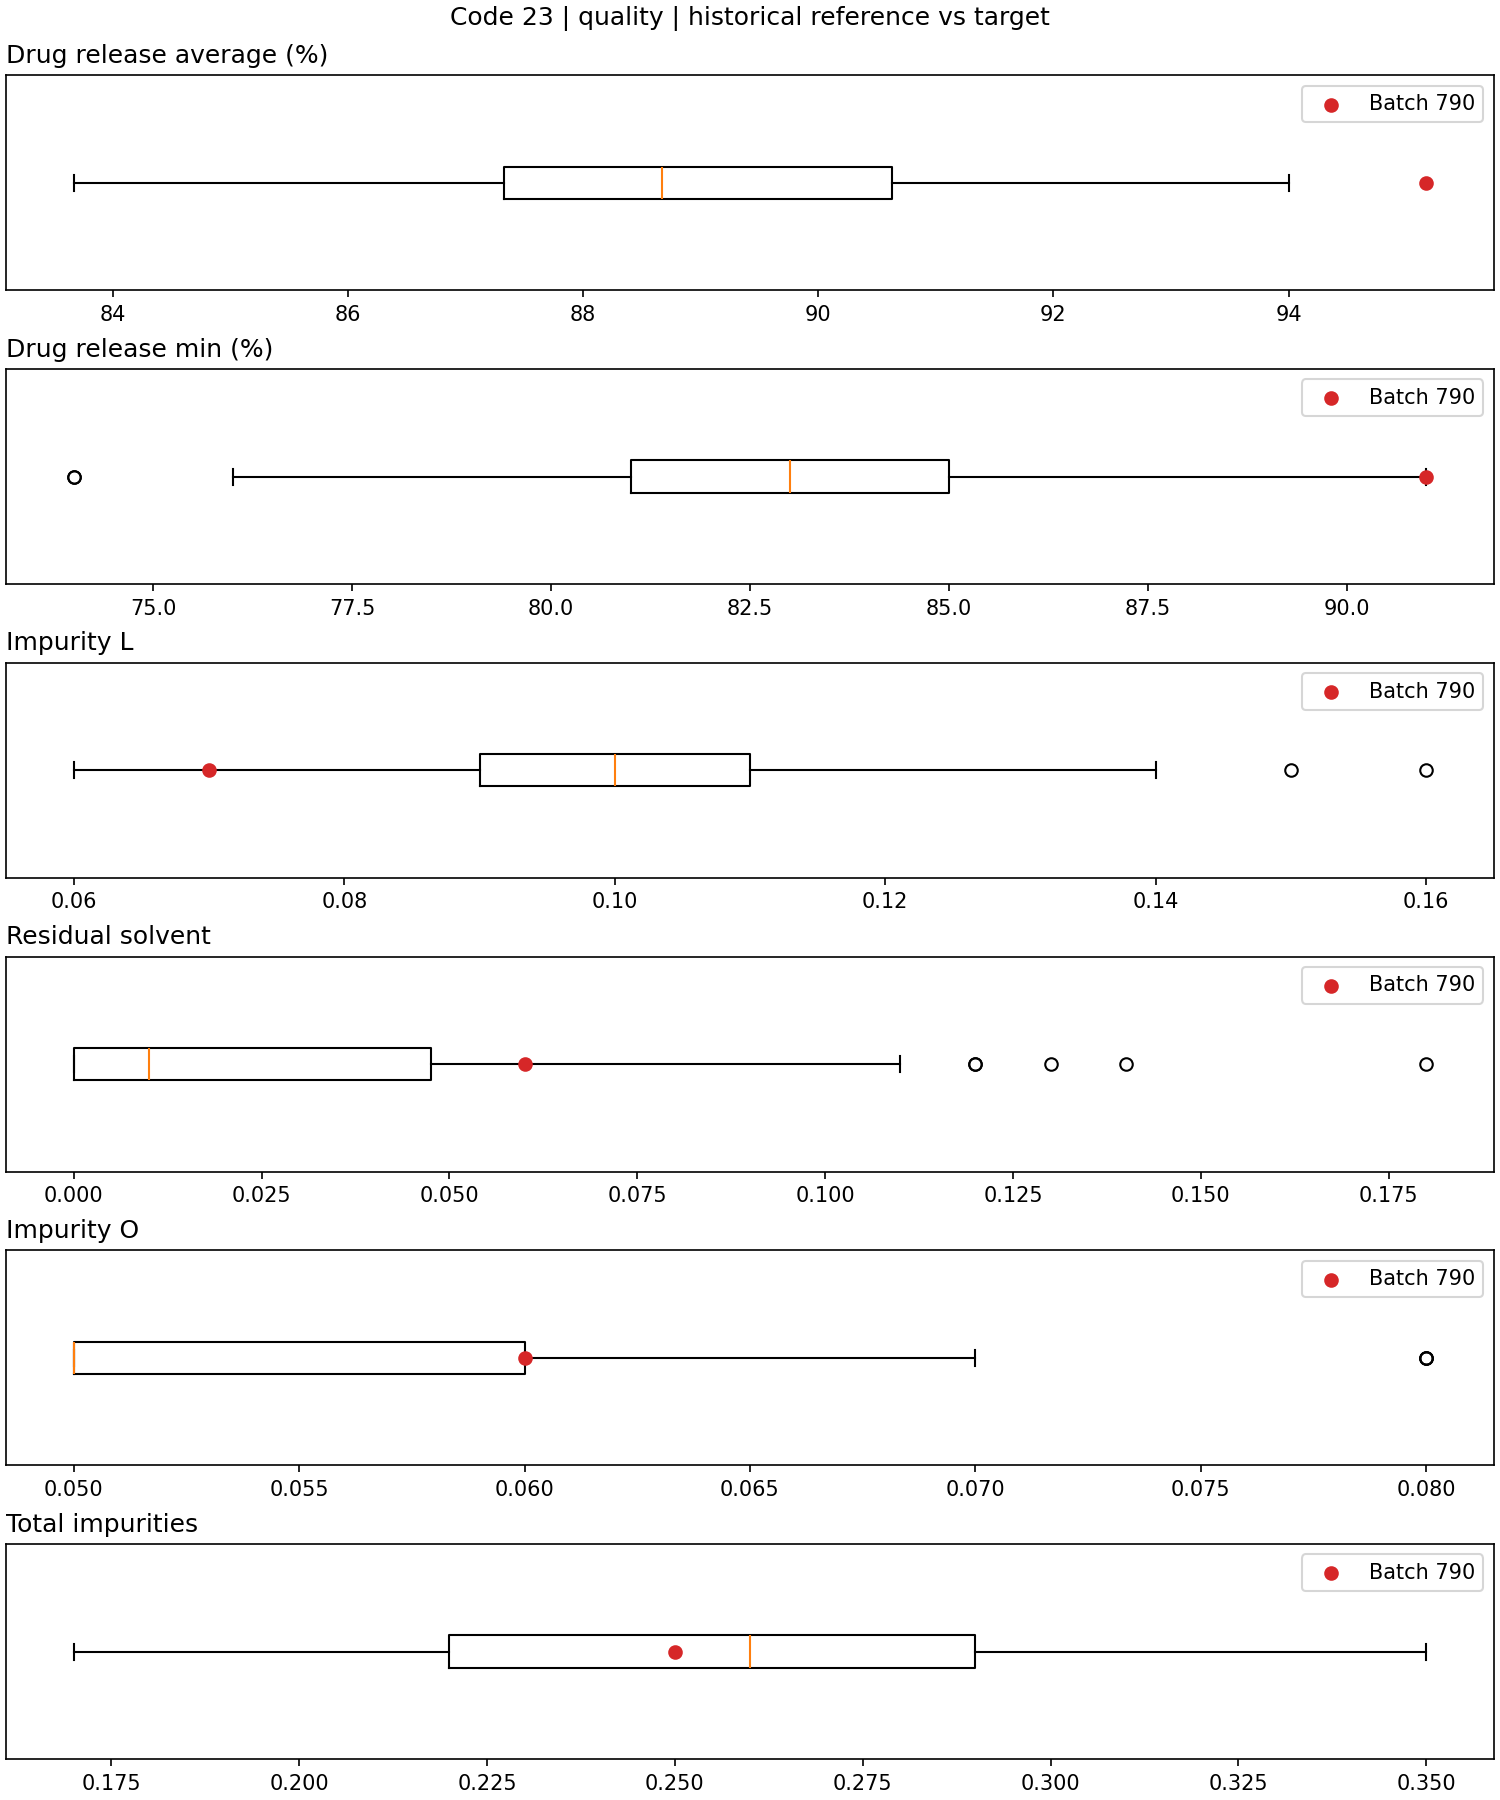 Code 23 | quality | historical reference vs target
Drug release average (%)
Batch 790
84 86 88 90 92 94
Drug release min (%)
Batch 790
75.0 77.5 80.0 82.5 85.0 87.5 90.0
Impurity L
Batch 790
0.06 0.08 0.10 0.12 0.14 0.16
Residual solvent
Batch 790
0.000 0.025 0.050 0.075 0.100 0.125 0.150 0.175
Impurity O
Batch 790
0.050 0.055 0.060 0.065 0.070 0.075 0.080
Total impurities
Batch 790
0.175 0.200 0.225 0.250 0.275 0.300 0.325 0.350